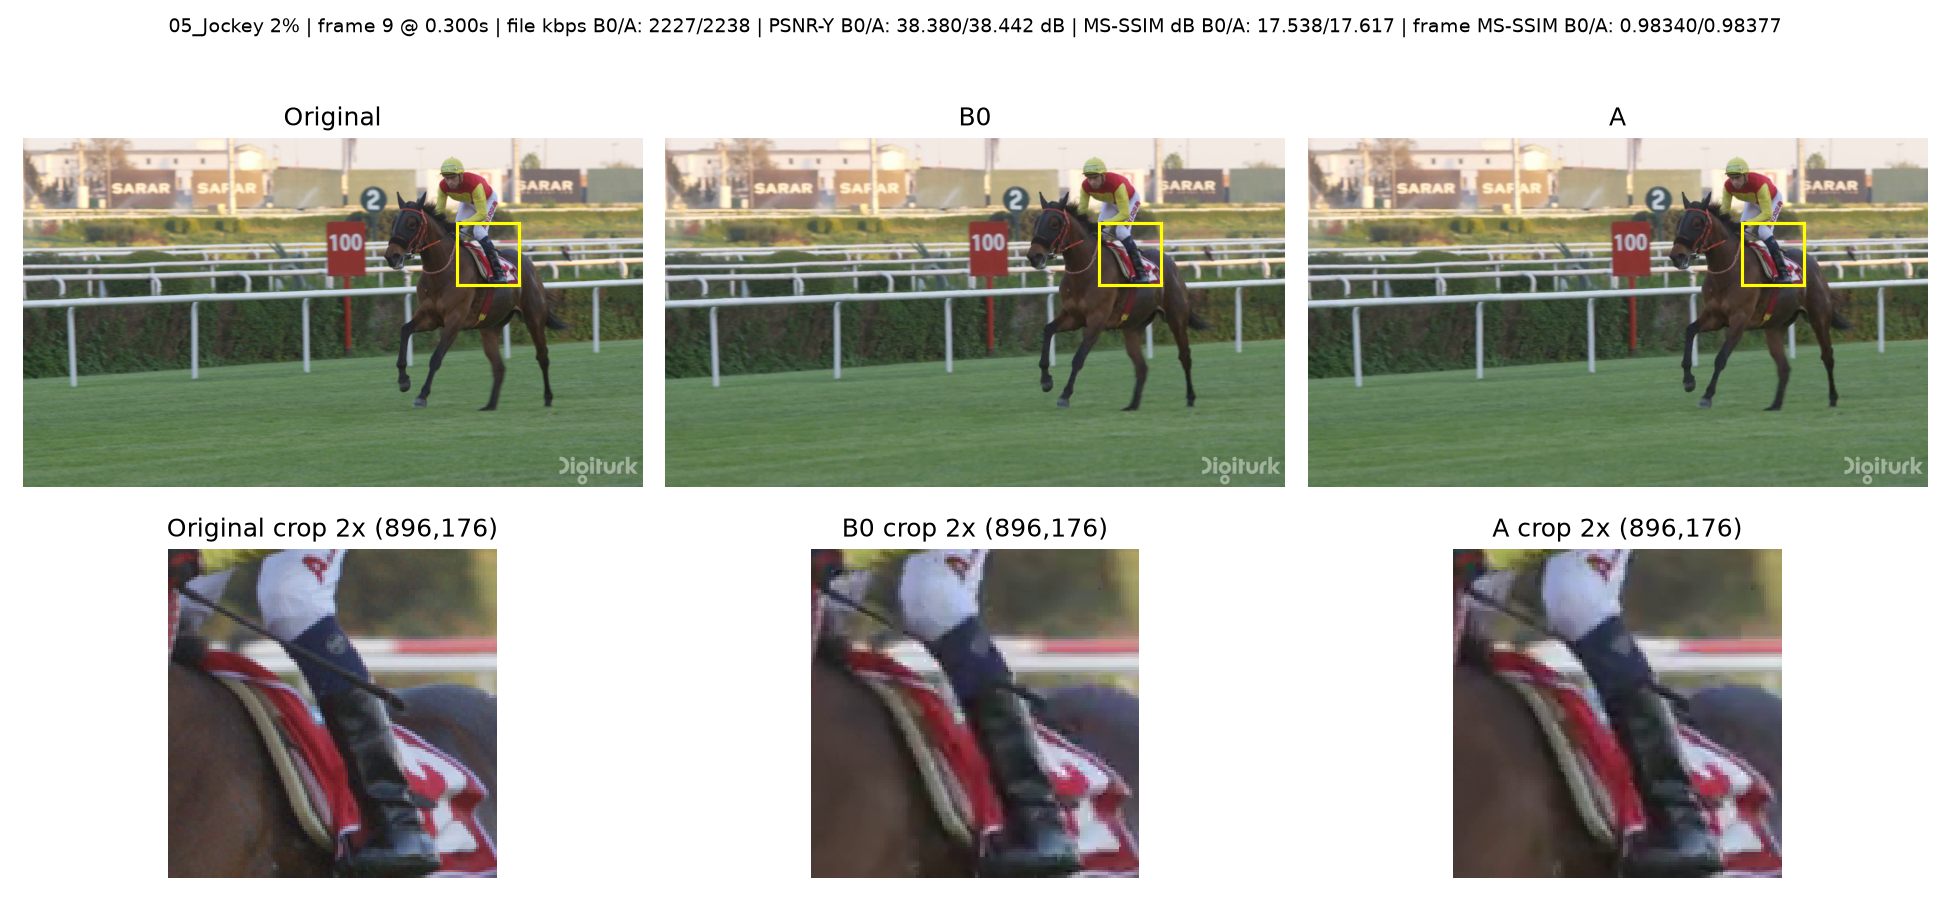 05_Jockey 2% | frame 9 @ 0.300s | file kbps B0/A: 2227/2238 | PSNR-Y B0/A: 38.380/38.442 dB | MS-SSIM dB B0/A: 17.538/17.617 | frame MS-SSIM B0/A: 0.98340/0.98377
Original
B0
A
SARAR
SARAR
SARAR
2
100
Digiturk
SARAR
SARAR
SARAR
2
100
Digiturk
SARAR
SARAR
SARAR
2
100
Digiturk
Original crop 2x (896,176)
B0 crop 2x (896,176)
A crop 2x (896,176)